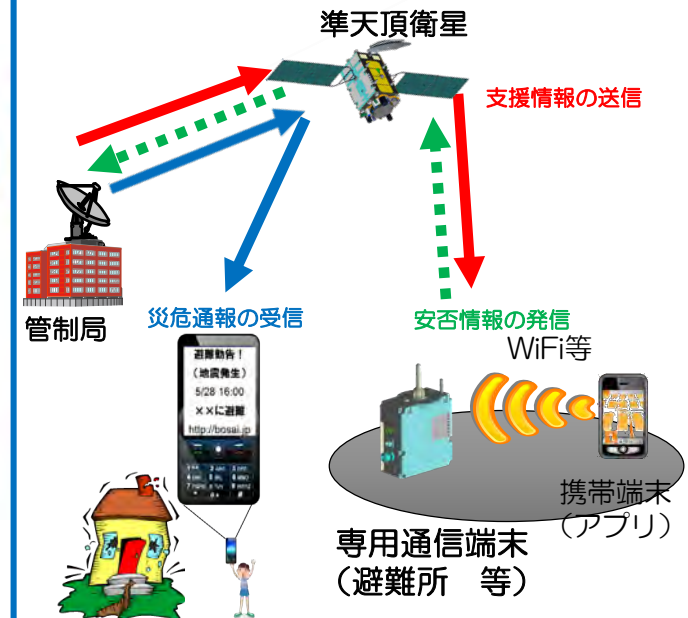 準天頂衛星
支援情報の送信
管制局
災危通報の受信
安否情報の発信
WiFi等
避難勧告！
（地震発生）
5/28 16:00
××に避難
http://bosai.jp
携帯端末
（アプリ）
専用通信端末
（避難所　等）